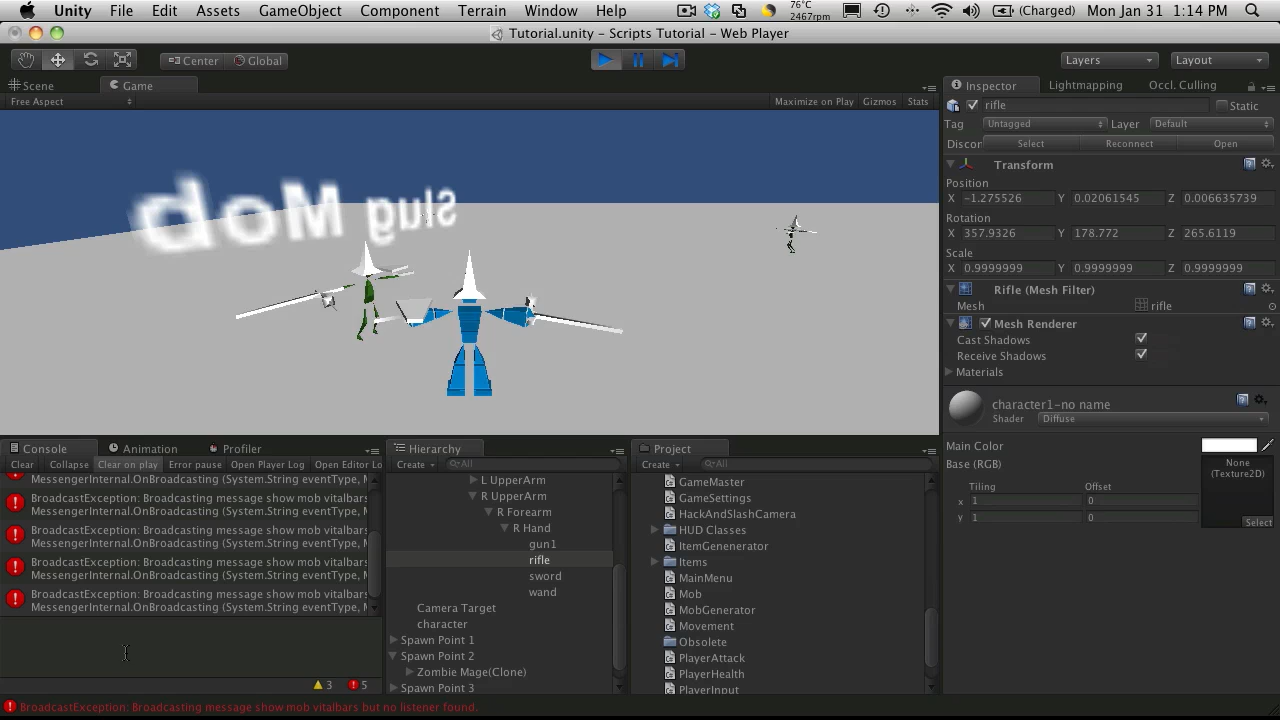 Unity File Edit Assets GameObject Component Terrain Window Help 76°C 2467rpm (Charged) Mon Jan 31 1:14 PM
Tutorial.unity - Scripts Tutorial - Web Player
Center Global Layers Layout
Scene Game Inspector Lightmapping Occl. Culling
Free Aspect Maximize on Play Gizmos Stats
rifle Static
Tag Untagged Layer Default
Discon Select Reconnect Open
Transform
Position
X -1.275526 Y 0.02061545 Z 0.006635739
Rotation
X 357.9326 Y 178.772 Z 265.6119
Scale
X 0.9999999 Y 0.9999999 Z 0.9999999
Rifle (Mesh Filter)
Mesh rifle
Mesh Renderer
Cast Shadows
Receive Shadows
Materials
character1-no name
Shader Diffuse
Main Color
Base (RGB)
None
(Texture2D)
Tiling Offset
x 1 0
y 1 0
Select
Slug Mob
Console Animation Profiler
Clear Collapse Clear on play Error pause Open Player Log Open Editor Lo
MessengerInternal.OnBroadcasting (System.String eventType, M
BroadcastException: Broadcasting message show mob vitalbars
MessengerInternal.OnBroadcasting (System.String eventType, M
BroadcastException: Broadcasting message show mob vitalbars
MessengerInternal.OnBroadcasting (System.String eventType, M
BroadcastException: Broadcasting message show mob vitalbars
MessengerInternal.OnBroadcasting (System.String eventType, M
BroadcastException: Broadcasting message show mob vitalbars
MessengerInternal.OnBroadcasting (System.String eventType, M
3 5
Hierarchy
Create All
L UpperArm
R UpperArm
R Forearm
R Hand
gun1
rifle
sword
wand
Camera Target
character
Spawn Point 1
Spawn Point 2
Zombie Mage(Clone)
Spawn Point 3
Project
Create All
GameMaster
GameSettings
HackAndSlashCamera
HUD Classes
ItemGenenerator
Items
MainMenu
Mob
MobGenerator
Movement
Obsolete
PlayerAttack
PlayerHealth
PlayerInput
BroadcastException: Broadcasting message show mob vitalbars but no listener found.